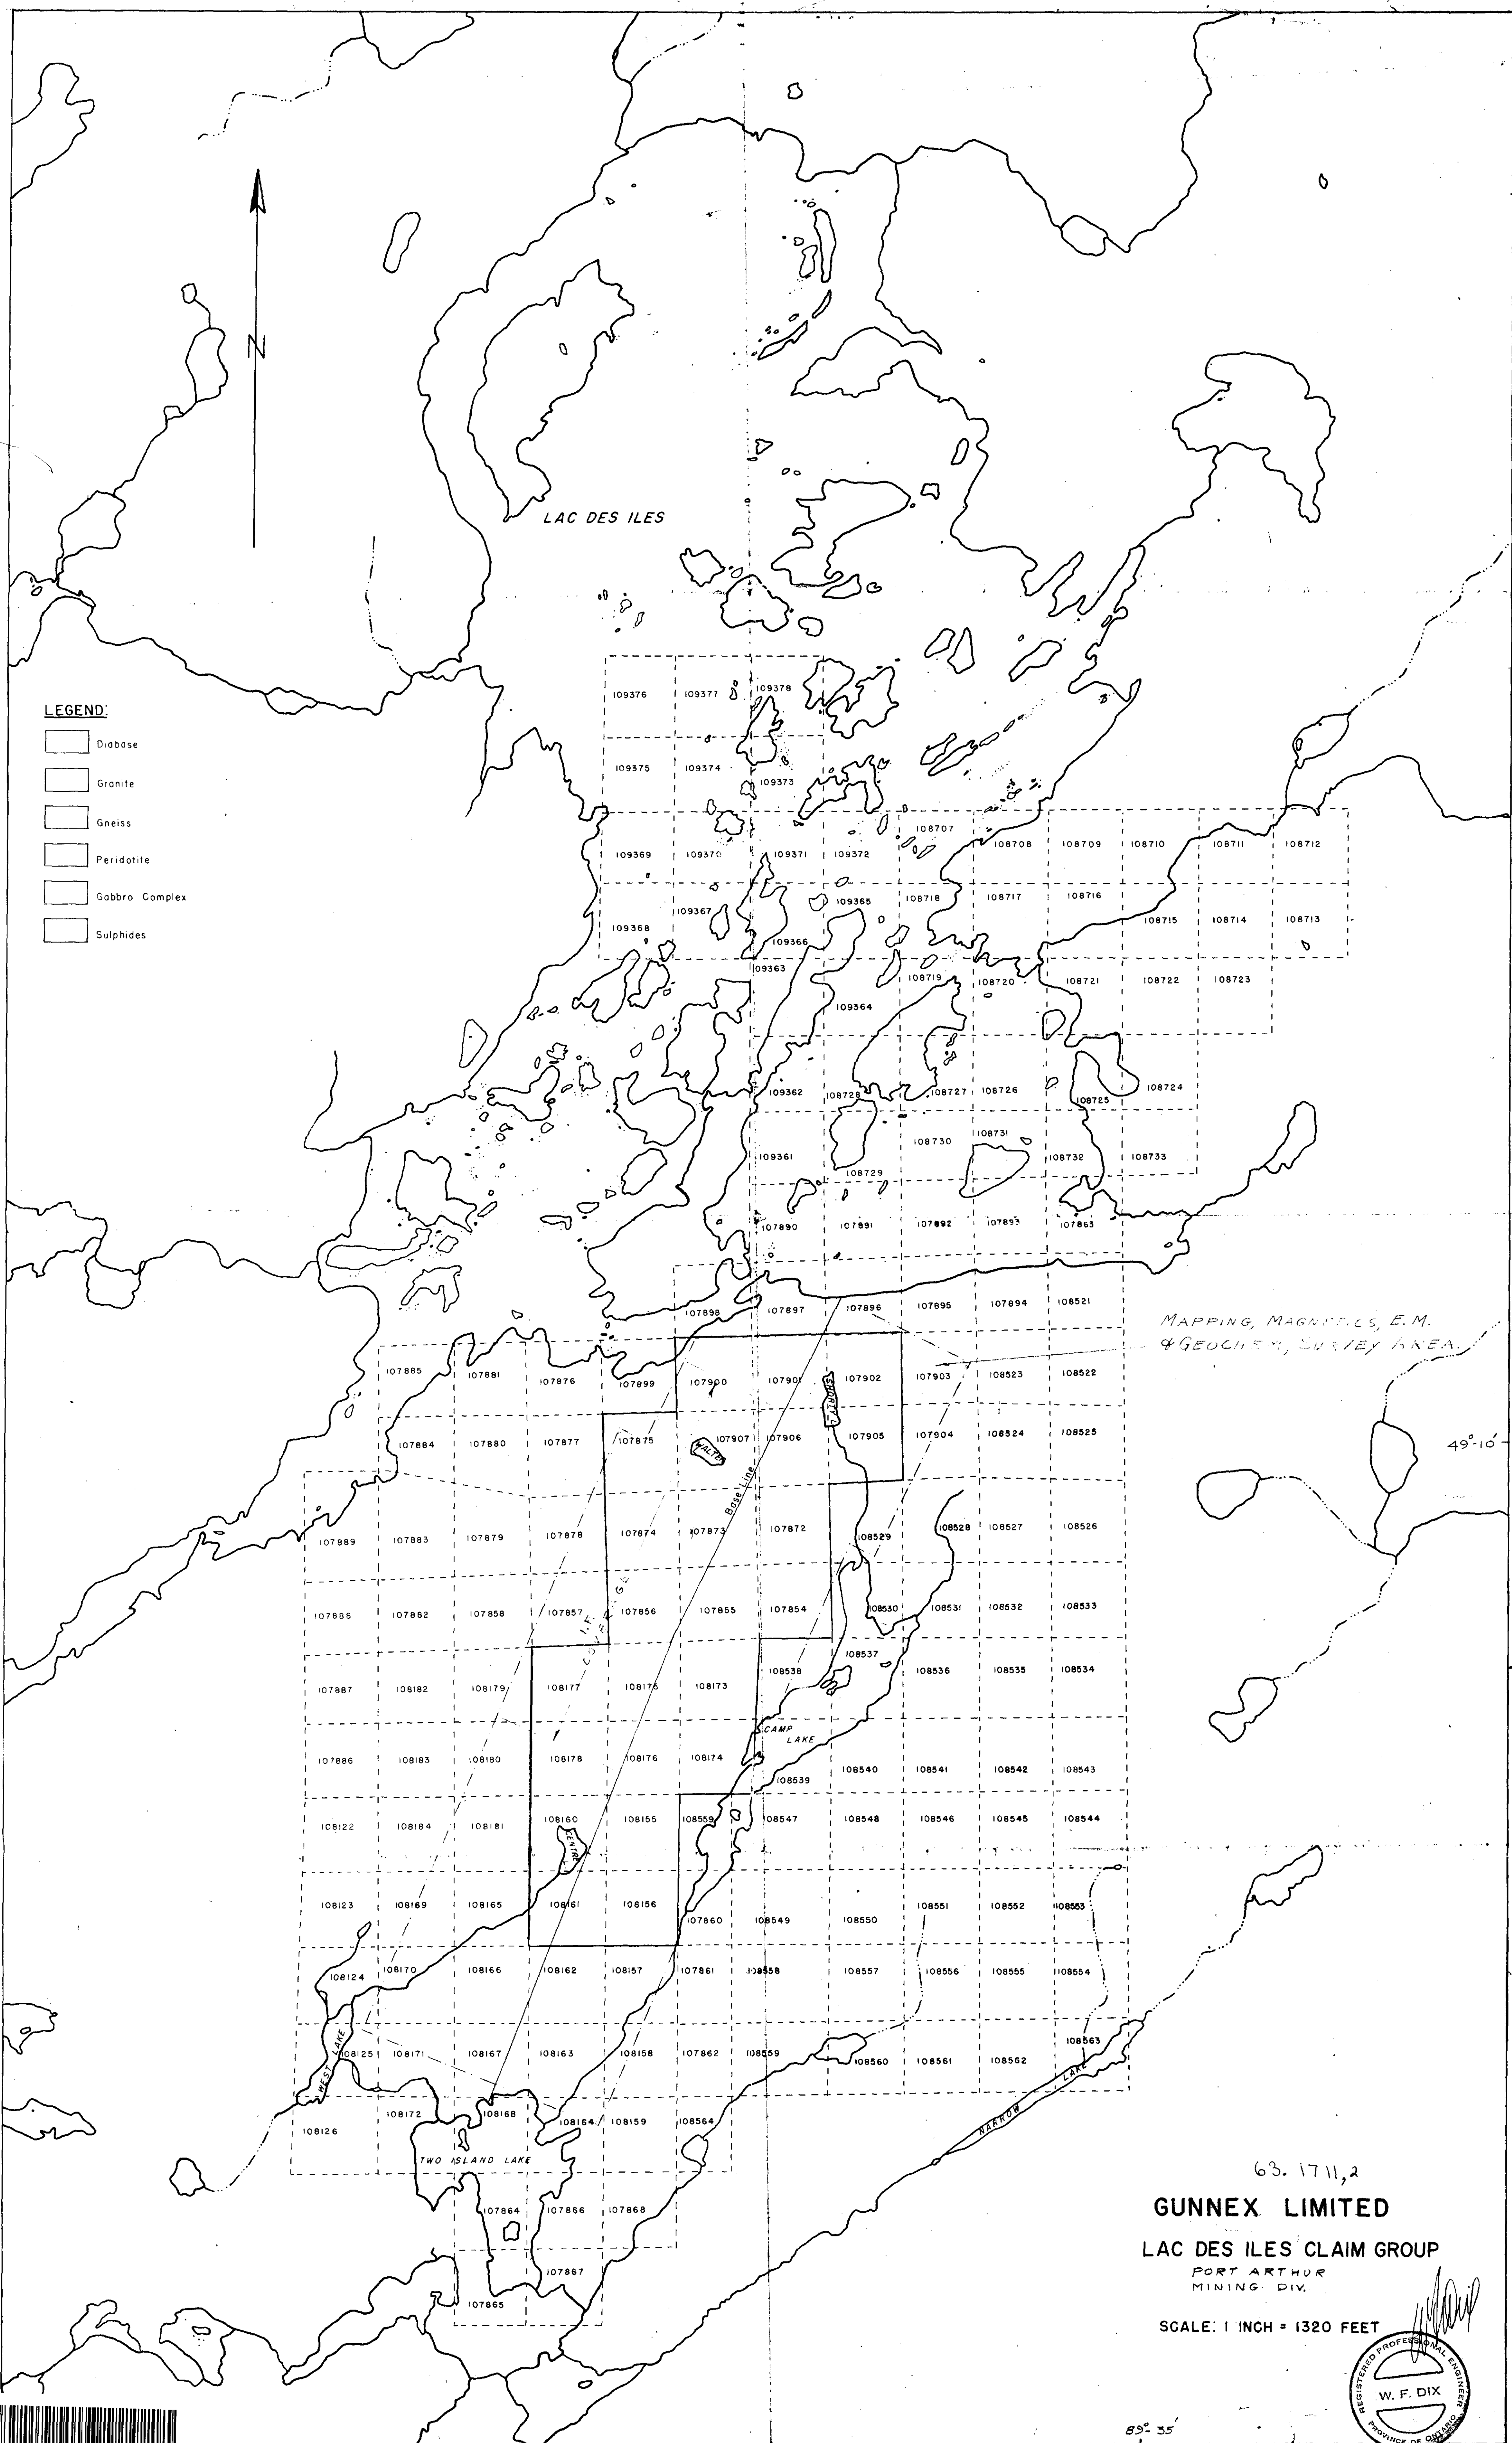 N
LAC DES ILES
LEGEND:
Diabase
Granite
Gneiss
Peridotite
Gabbro Complex
Sulphides
109376 109377 109378
109375 109374 109373
108707
109369 109370 109371 109372 108708 108709 108710 108711 108712
109368 109367 109366 109365 108718 108717 108716 108715 108714 108713
109363 109364 108719 108720 108721 108722 108723
109362 108728 108727 108726 108725 108724
109361 108729 108730 108731 108732 108733
107890 107891 107892 107893 107863
107898 107897 107896 107895 107894 108521
MAPPING, MAGNETICS, E.M.
& GEOCHEM, SURVEY AREA.
107885 107881 107876 107899 107900 107901 107902 107903 108523 108522
SHORTY L.
107884 107880 107877 107875 107907 107906 107905 107904 108524 108525
49°-10'
Base Line
107889 107883 107879 107878 107874 107873 107872 108529 108528 108527 108526
107888 107882 107858 107857 107856 107855 107854 108530 108531 108532 108533
107887 108182 108179 108177 108175 108173 108538 108537 108536 108535 108534
CAMP
LAKE
107886 108183 108180 108178 108176 108174 108539 108540 108541 108542 108543
108122 108184 108181 108160 108155 108559 108547 108548 108546 108545 108544
108123 108169 108165 108161 108156 107860 108549 108550 108551 108552 108553
108124 108170 108166 108162 108157 107861 108558 108557 108556 108555 108554
WEST LAKE
108125 108171 108167 108163 108158 107862 108559 108560 108561 108562 108563
NARROW LAKE
108126 108172 108168 108164 108159 108564
TWO ISLAND LAKE
107864 107866 107868
107865 107867
63. 1711,2
GUNNEX LIMITED
LAC DES ILES CLAIM GROUP
PORT ARTHUR
MINING DIV.
SCALE: 1 INCH = 1320 FEET
REGISTERED PROFESSIONAL ENGINEER
W. F. DIX
PROVINCE OF ONTARIO
89°-35'